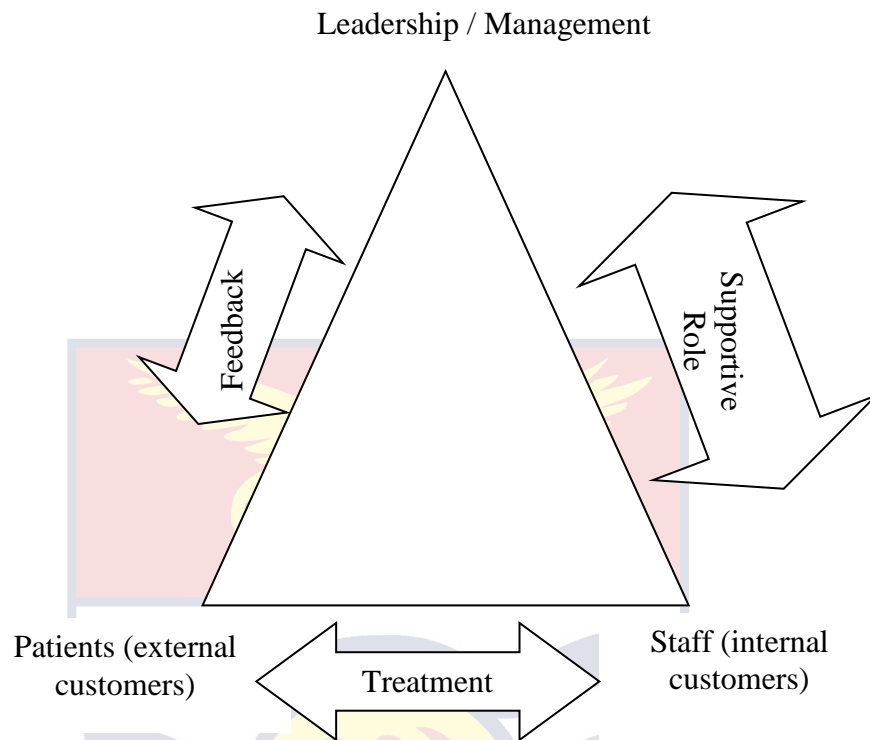 Leadership / Management
Feedback
Supportive
Role
Patients (external
customers)
Treatment
Staff (internal
customers)